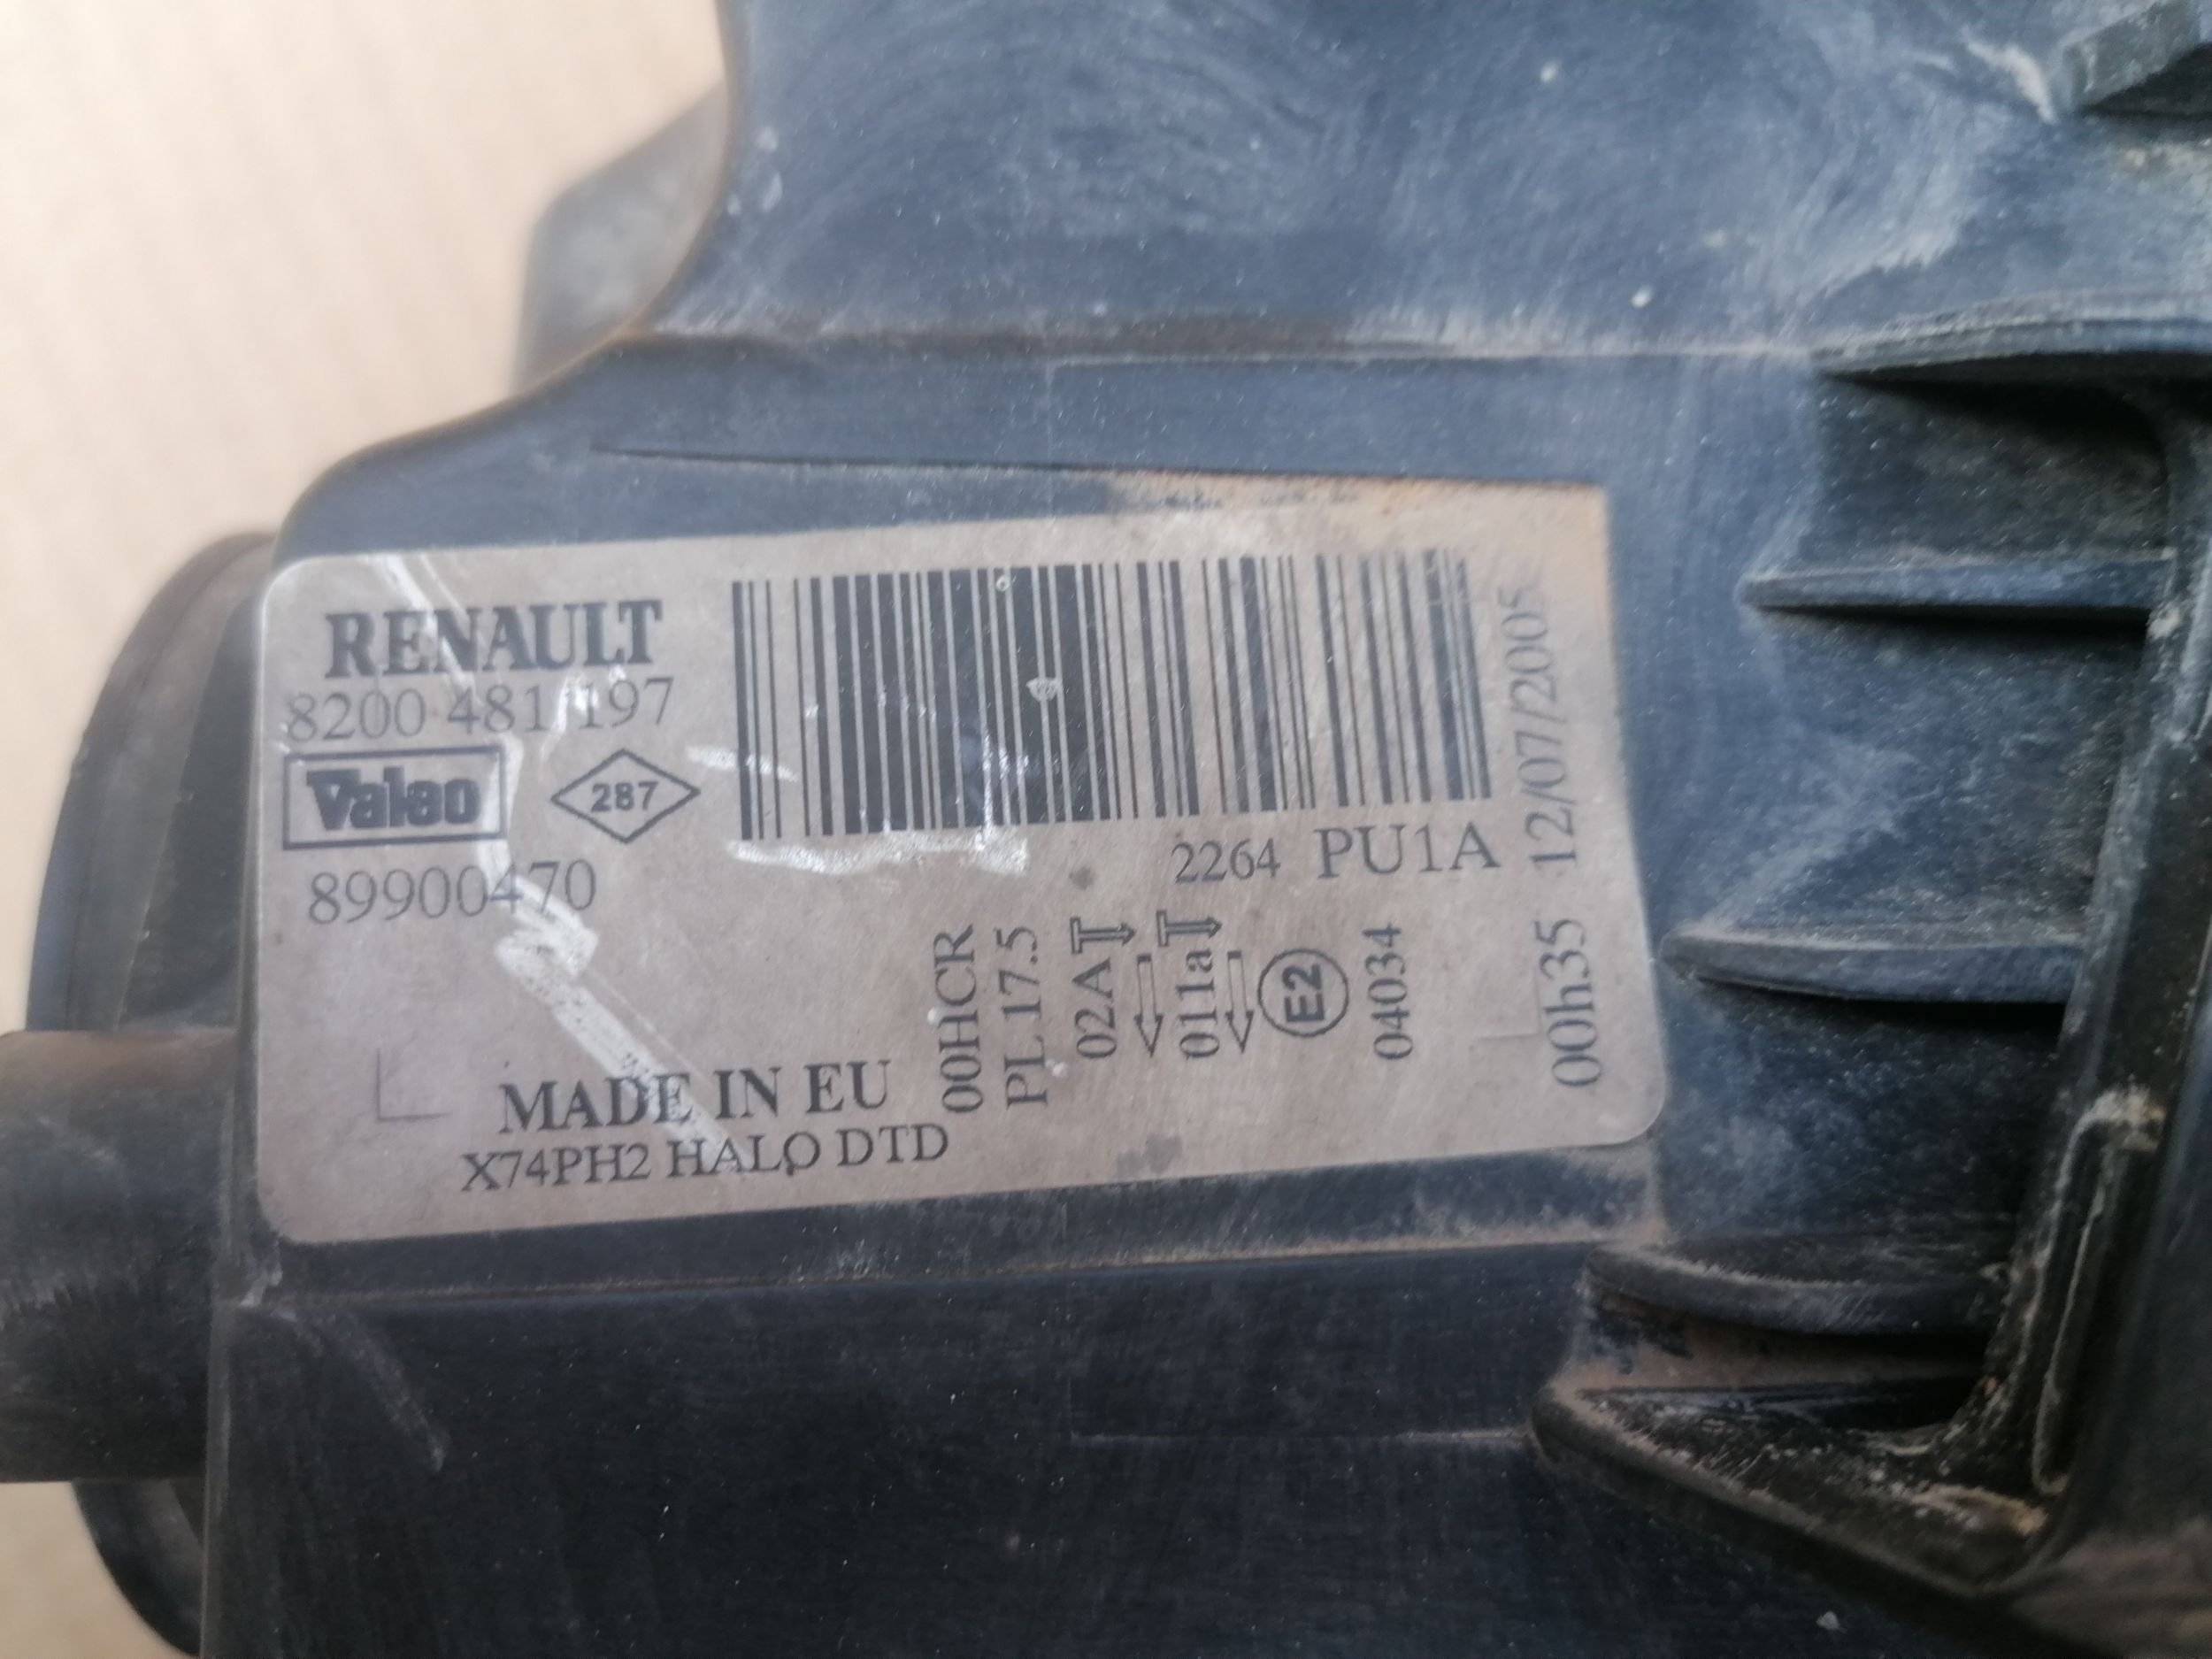 RENAULT
8200 481 197
Valeo
287
89900470
2264 PU1A
00HCR
PL 17.5
02A
011a
E2
04034
00h35 12/07/2005
MADE IN EU
X74PH2 HALO DTD